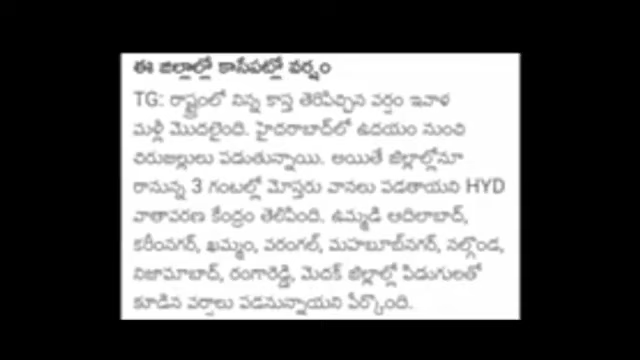 ఈ జిల్లాల్లో కాసేపట్లో వర్షం
TG: రాష్ట్రంలో నిన్న కాస్త తెరిపిచ్చిన వర్షం ఇవాళ
మళ్లీ మొదలైంది. హైదరాబాద్‌లో ఉదయం నుంచి
చిరుజల్లులు పడుతున్నాయి. అయితే జిల్లాల్లోనూ
రానున్న 3 గంటల్లో మోస్తరు వానలు పడతాయని HYD
వాతావరణ కేంద్రం తెలిపింది. ఉమ్మడి ఆదిలాబాద్,
కరీంనగర్, ఖమ్మం, వరంగల్, మహబూబ్‌నగర్, నల్గొండ,
నిజామాబాద్, రంగారెడ్డి, మెదక్ జిల్లాల్లో పిడుగులతో
కూడిన వర్షాలు పడనున్నాయని పేర్కొంది.